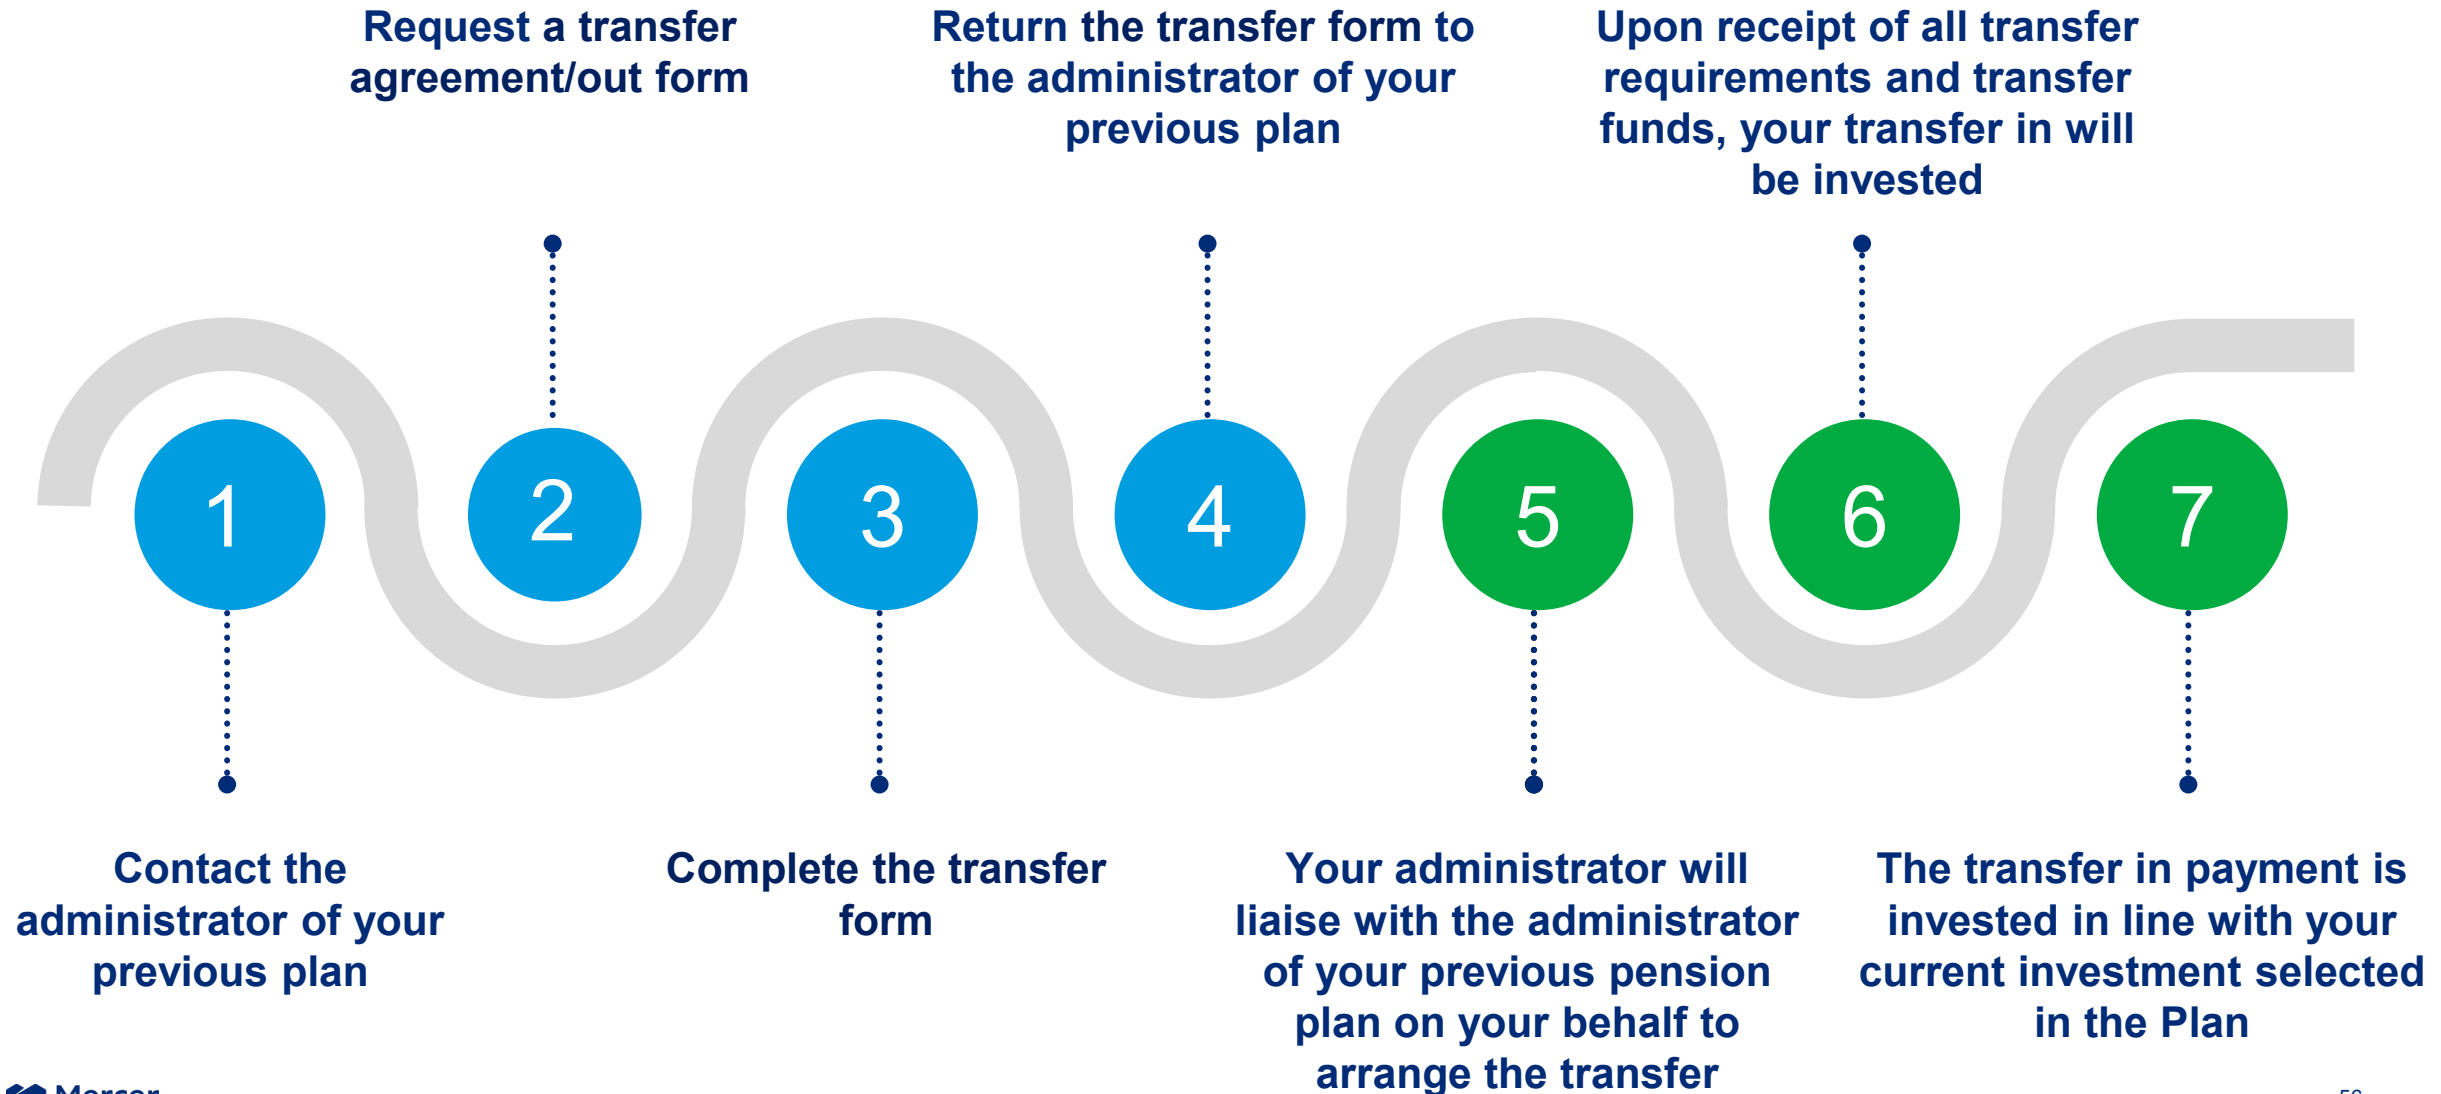 Request a transfer
agreement/out form
Return the transfer form to
the administrator of your
previous plan
Upon receipt of all transfer
requirements and transfer
funds, your transfer in will
be invested
1
2
3
4
5
6
7
Contact the
administrator of your
previous plan
Complete the transfer
form
Your administrator will
liaise with the administrator
of your previous pension
plan on your behalf to
arrange the transfer
The transfer in payment is
invested in line with your
current investment selected
in the Plan
Mercer